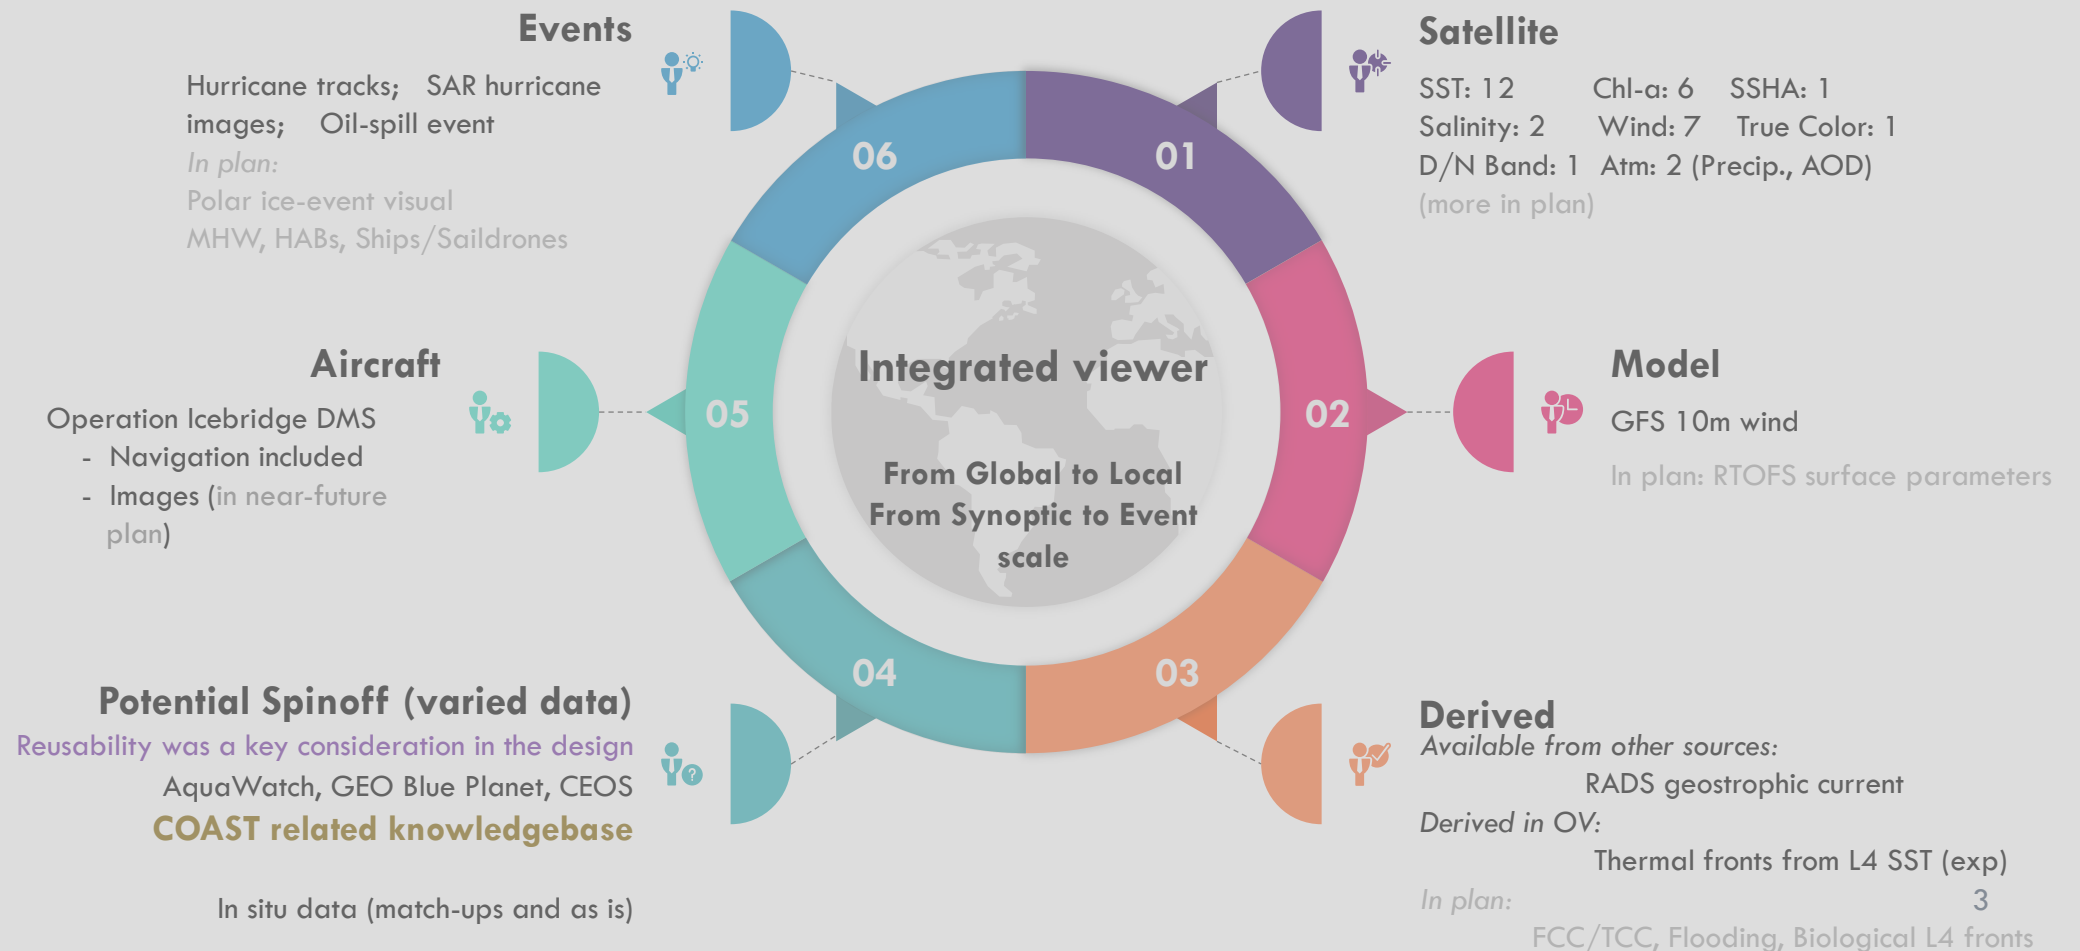 Events
Hurricane tracks;   SAR hurricane
images;    Oil-spill event
In plan:
Polar ice-event visual
MHW, HABs, Ships/Saildrones
Satellite
SST: 12         Chl-a: 6    SSHA: 1
Salinity: 2      Wind: 7    True Color: 1
D/N Band: 1  Atm: 2 (Precip., AOD)
(more in plan)
06
01
Integrated viewer
From Global to Local
From Synoptic to Event
scale
Aircraft
Operation Icebridge DMS
- Navigation included
- Images (in near-future
plan)
05
02
Model
GFS 10m wind
In plan: RTOFS surface parameters
04
03
Potential Spinoff (varied data)
Reusability was a key consideration in the design
AquaWatch, GEO Blue Planet, CEOS
COAST related knowledgebase
In situ data (match-ups and as is)
?
Derived
Available from other sources:
RADS geostrophic current
Derived in OV:
Thermal fronts from L4 SST (exp)
In plan:
3
FCC/TCC, Flooding, Biological L4 fronts